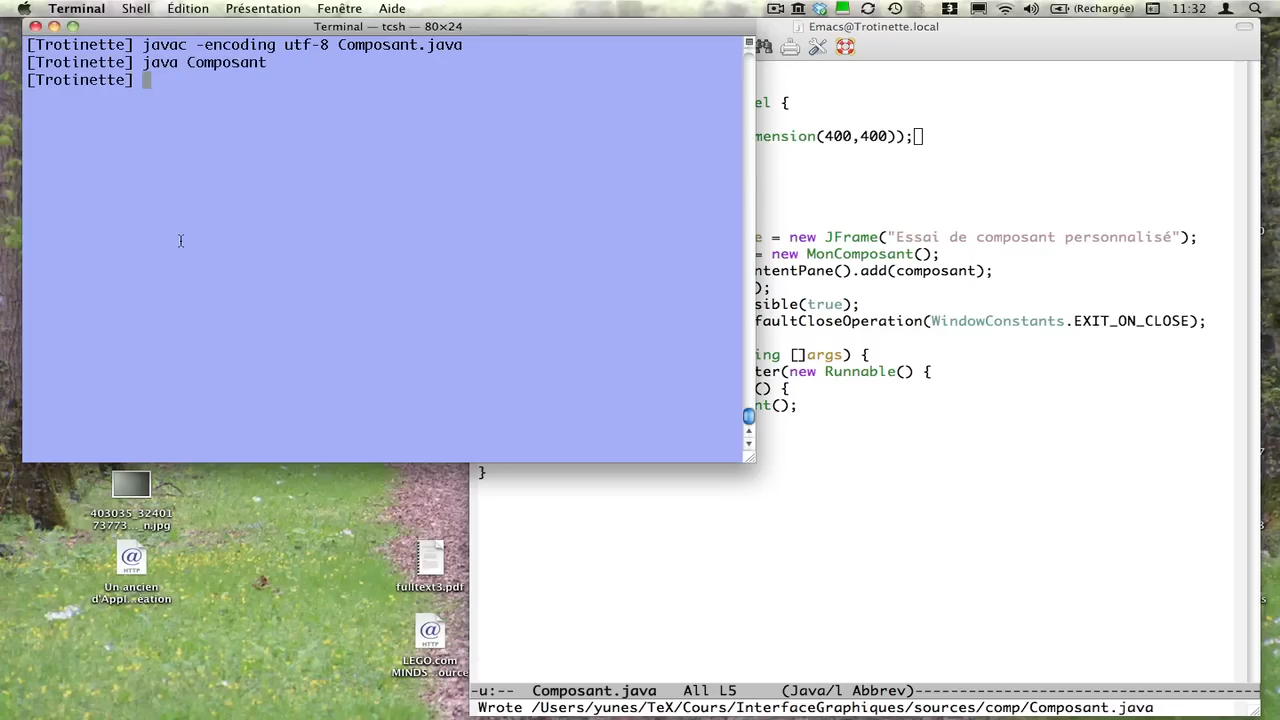 Terminal Shell Édition Présentation Fenêtre Aide (Rechargée) 11:32
Terminal — tcsh — 80×24
[Trotinette] javac -encoding utf-8 Composant.java
[Trotinette] java Composant
[Trotinette]
Emacs@Trotinette.local
el {
mension(400,400));
e = new JFrame("Essai de composant personnalisé");
= new MonComposant();
ntentPane().add(composant);
);
sible(true);
faultCloseOperation(WindowConstants.EXIT_ON_CLOSE);
ing []args) {
ter(new Runnable() {
() {
nt();
}
403035_32401
73773..._n.jpg
HTTP
Un ancien
d'Appl...eation
fulltext3.pdf
HTTP
LEGO.com
MINDS...ource
-u:-- Composant.java All L5 (Java/l Abbrev)
Wrote /Users/yunes/TeX/Cours/InterfaceGraphiques/sources/comp/Composant.java